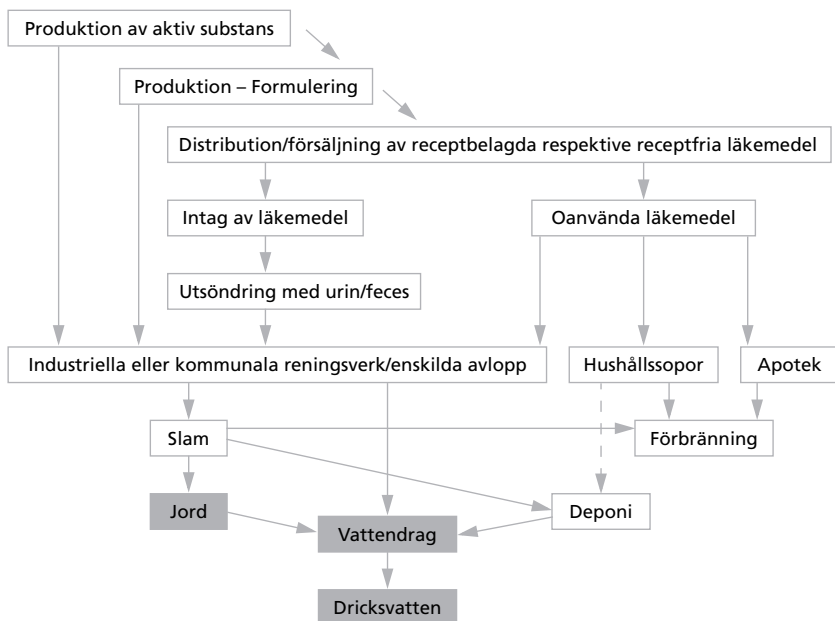 Produktion av aktiv substans
Produktion – Formulering
Distribution/försäljning av receptbelagda respektive receptfria läkemedel
Intag av läkemedel
Oanvända läkemedel
Utsöndring med urin/feces
Industriella eller kommunala reningsverk/enskilda avlopp
Hushållssopor
Apotek
Slam
Förbränning
Jord
Deponi
Vattendrag
Dricksvatten